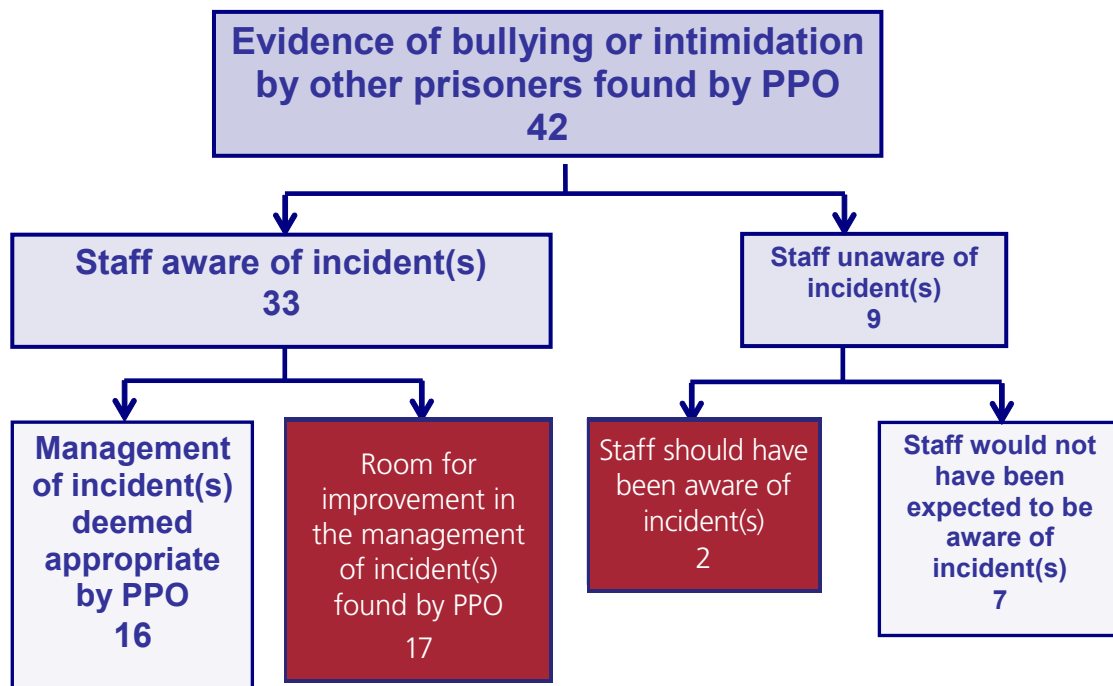 Evidence of bullying or intimidation
by other prisoners found by PPO
42
Staff aware of incident(s)
33
Staff unaware of
incident(s)
9
Management
of incident(s)
deemed
appropriate
by PPO
16
Room for
improvement in
the management
of incident(s)
found by PPO
17
Staff should have
been aware of
incident(s)
2
Staff would not
have been
expected to be
aware of
incident(s)
7